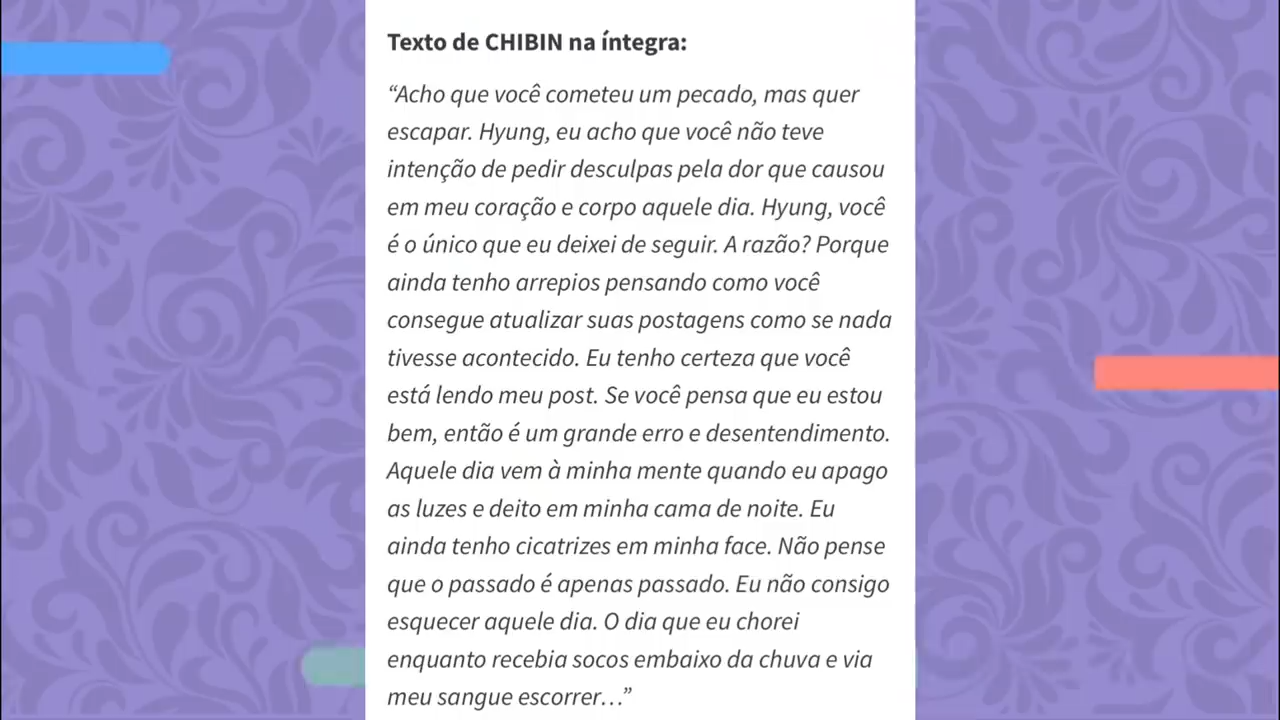 Texto de CHIBIN na íntegra:
“Acho que você cometeu um pecado, mas quer
escapar. Hyung, eu acho que você não teve
intenção de pedir desculpas pela dor que causou
em meu coração e corpo aquele dia. Hyung, você
é o único que eu deixei de seguir. A razão? Porque
ainda tenho arrepios pensando como você
consegue atualizar suas postagens como se nada
tivesse acontecido. Eu tenho certeza que você
está lendo meu post. Se você pensa que eu estou
bem, então é um grande erro e desentendimento.
Aquele dia vem à minha mente quando eu apago
as luzes e deito em minha cama de noite. Eu
ainda tenho cicatrizes em minha face. Não pense
que o passado é apenas passado. Eu não consigo
esquecer aquele dia. O dia que eu chorei
enquanto recebia socos embaixo da chuva e via
meu sangue escorrer…”